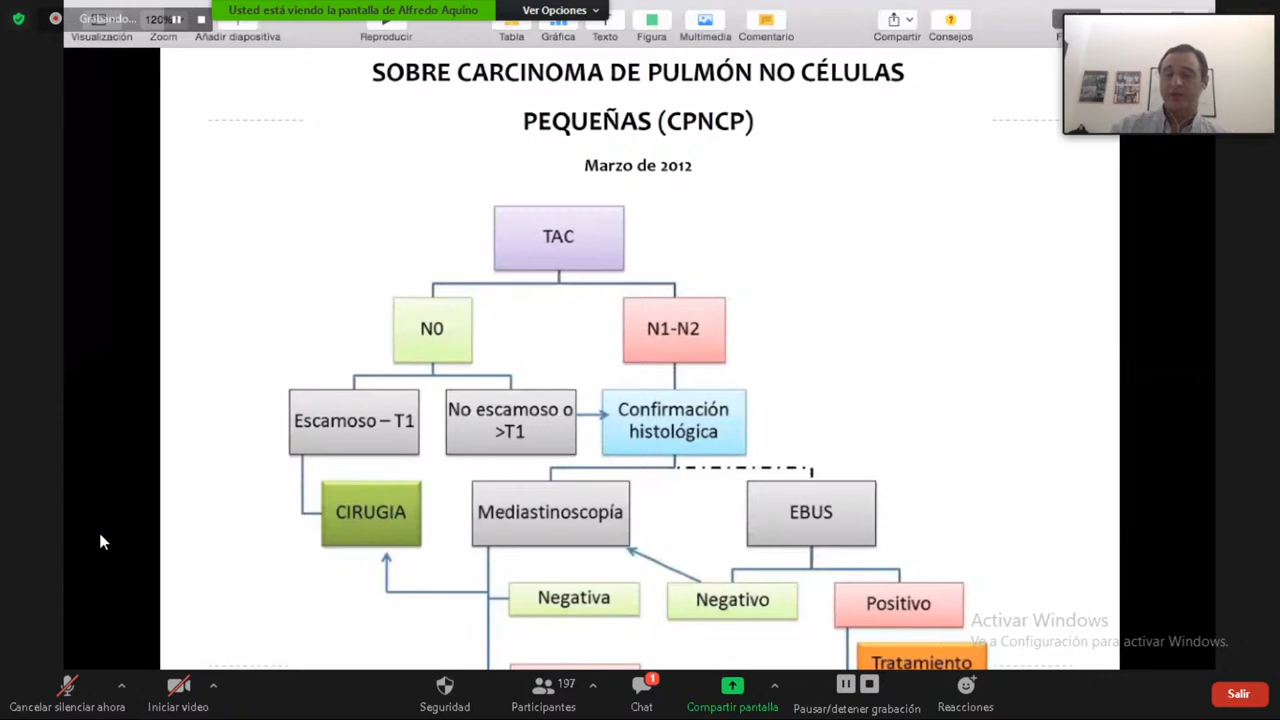 Grabando...
Usted está viendo la pantalla de Alfredo Aquino
Ver Opciones
120%
Visualización
Zoom
Añadir diapositiva
Reproducir
Tabla
Gráfica
Texto
Figura
Multimedia
Comentario
Compartir
Consejos
SOBRE CARCINOMA DE PULMÓN NO CÉLULAS
PEQUEÑAS (CPNCP)
Marzo de 2012
TAC
N0
N1-N2
Escamoso – T1
No escamoso o
>T1
Confirmación
histológica
CIRUGIA
Mediastinoscopía
EBUS
Negativa
Negativo
Positivo
Tratamiento
Activar Windows
Ve a Configuración para activar Windows.
Cancelar silenciar ahora
Iniciar video
Seguridad
197
Participantes
1
Chat
Compartir pantalla
Pausar/detener grabación
Reacciones
Salir